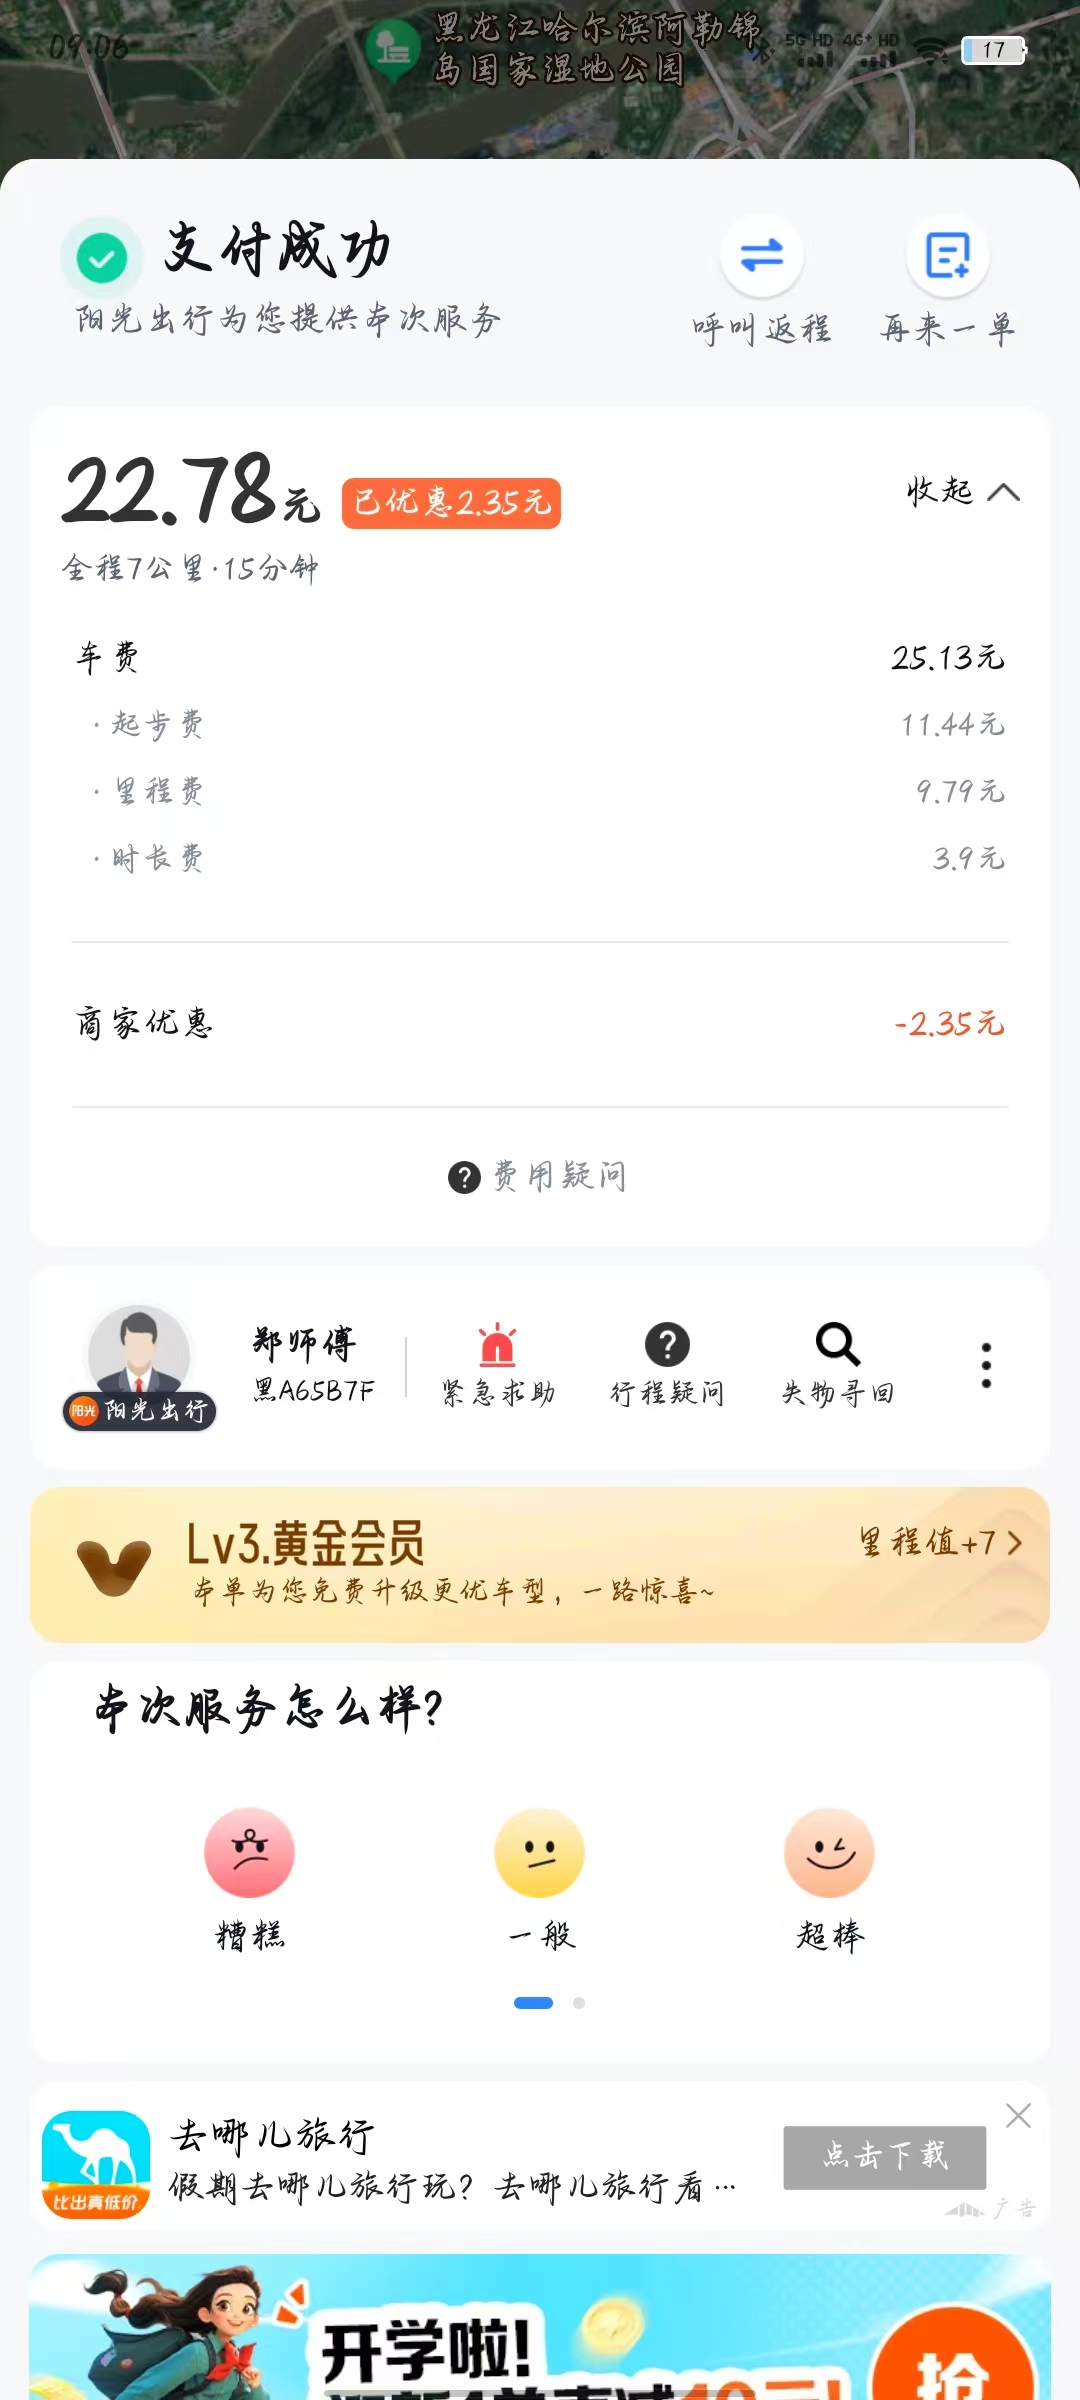 09:06
黑龙江哈尔滨阿勒锦
岛国家湿地公园
5G HD 4G+ HD
17
支付成功
阳光出行为您提供本次服务
呼叫返程
再来一单
22.78元
已优惠2.35元
收起
全程7公里·15分钟
车费 25.13元
·起步费 11.44元
·里程费 9.79元
·时长费 3.9元
商家优惠 -2.35元
费用疑问
郑师傅
黑A65B7F
阳光 阳光出行
紧急求助
行程疑问
失物寻回
Lv3.黄金会员
里程值+7
本单为您免费升级更优车型，一路惊喜~
本次服务怎么样?
糟糕
一般
超棒
去哪儿旅行
假期去哪儿旅行玩？去哪儿旅行看…
比出真低价
点击下载
广告
开学啦!
抢